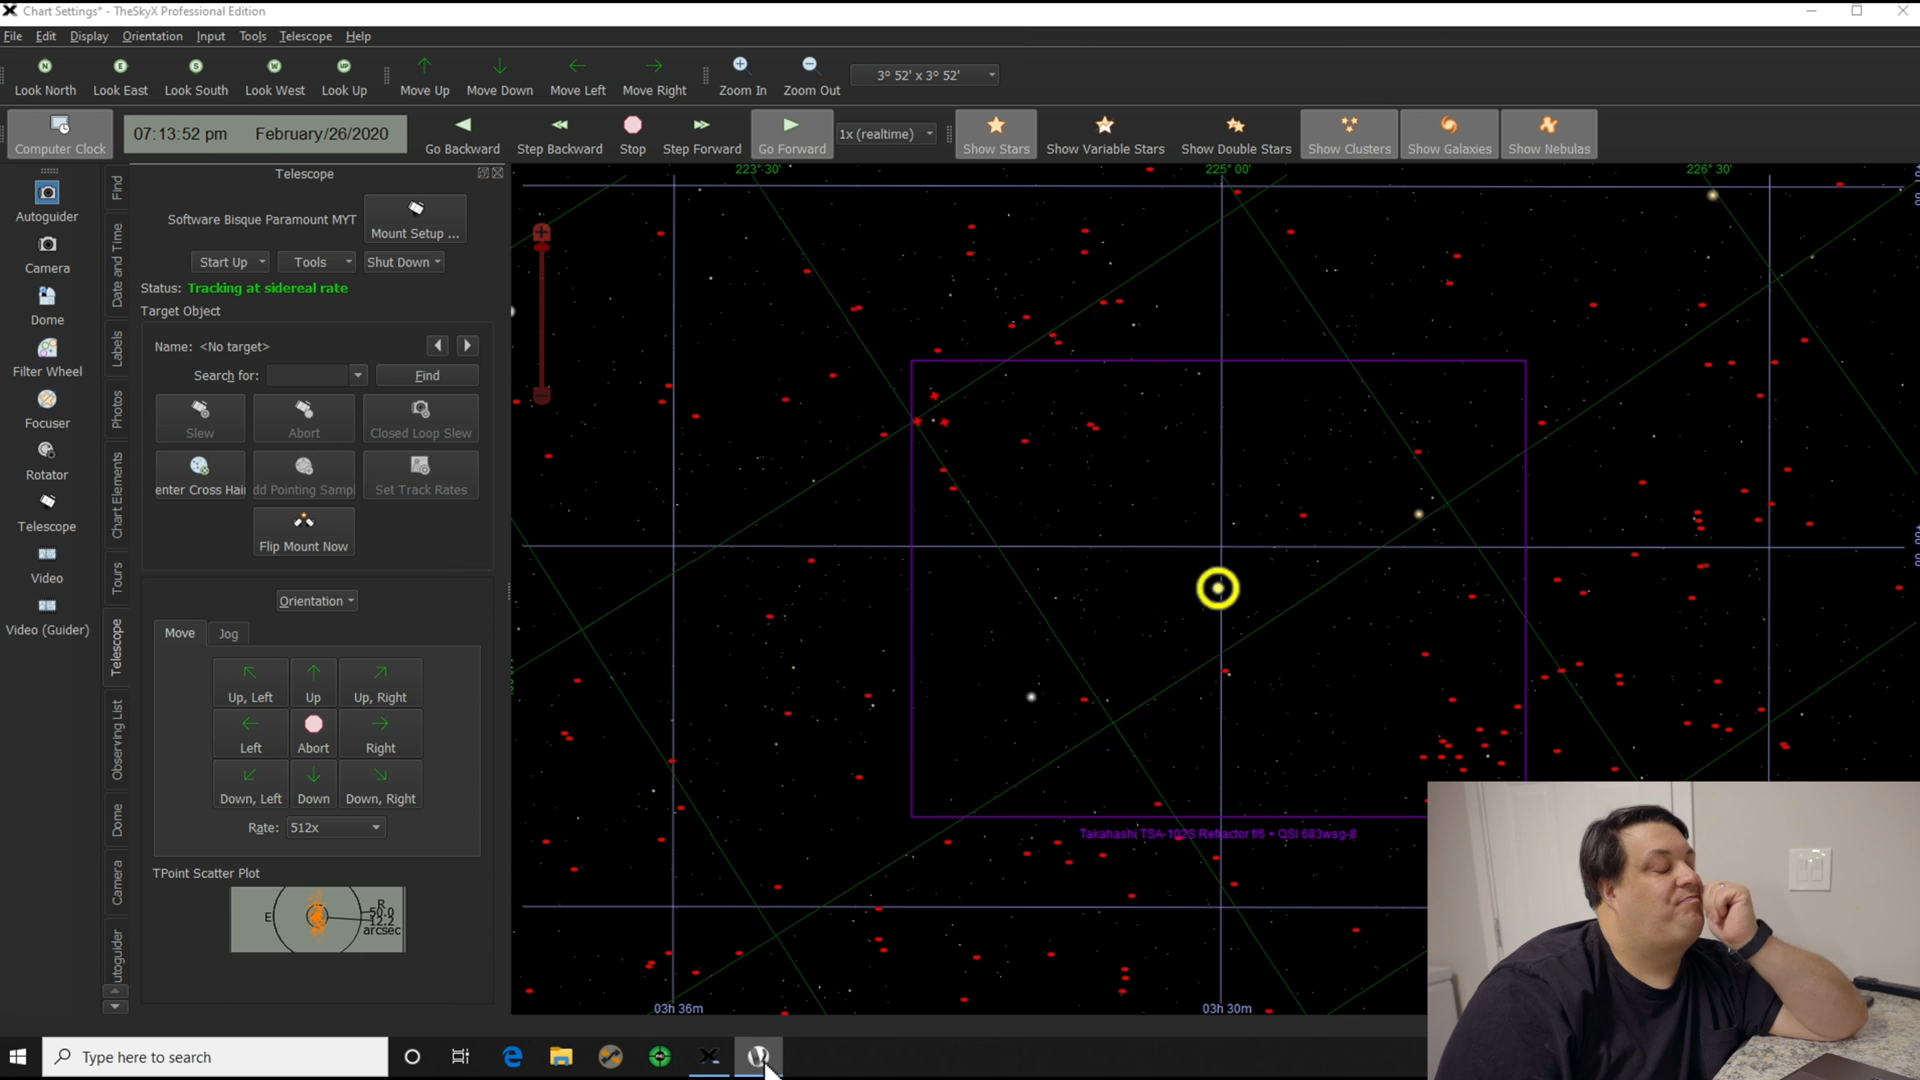 Chart Settings* - TheSkyX Professional Edition
File Edit Display Orientation Input Tools Telescope Help
N E S W UP
Look North Look East Look South Look West Look Up Move Up Move Down Move Left Move Right Zoom In Zoom Out 3° 52' x 3° 52'
Computer Clock 07:13:52 pm February/26/2020 Go Backward Step Backward Stop Step Forward Go Forward 1x (realtime) Show Stars Show Variable Stars Show Double Stars Show Clusters Show Galaxies Show Nebulas
Autoguider
Camera
Dome
Filter Wheel
Focuser
Rotator
Telescope
Video
Video (Guider)
Find
Date and Time
Labels
Photos
Chart Elements
Tours
Telescope
Observing List
Dome
Camera
utoguider
Telescope
Software Bisque Paramount MYT Mount Setup ...
Start Up Tools Shut Down
Status: Tracking at sidereal rate
Target Object
Name: <No target>
Search for: Find
Slew Abort Closed Loop Slew
enter Cross Hai dd Pointing Sampl Set Track Rates
Flip Mount Now
Orientation
Move Jog
Up, Left Up Up, Right
Left Abort Right
Down, Left Down Down, Right
Rate: 512x
TPoint Scatter Plot
E R
50.0
12.2
arcsec
223° 30' 225° 00' 226° 30'
Takahashi TSA-102S Refractor f/6 + QSI 683wsg-8
03h 36m 03h 30m
Type here to search